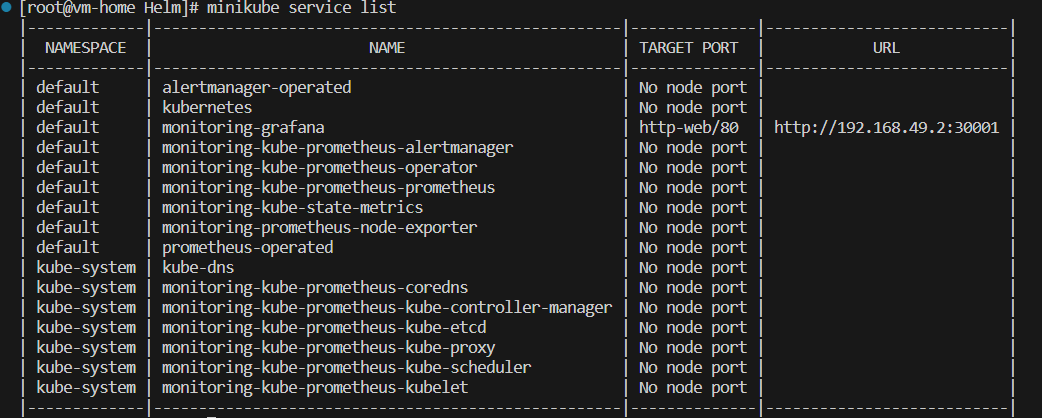 [root@vm-home Helm]# minikube service list
|-------------|----------------------------------------------------|--------------|---------------------------|
| NAMESPACE | NAME | TARGET PORT | URL |
|-------------|----------------------------------------------------|--------------|---------------------------|
| default | alertmanager-operated | No node port | |
| default | kubernetes | No node port | |
| default | monitoring-grafana | http-web/80 | http://192.168.49.2:30001 |
| default | monitoring-kube-prometheus-alertmanager | No node port | |
| default | monitoring-kube-prometheus-operator | No node port | |
| default | monitoring-kube-prometheus-prometheus | No node port | |
| default | monitoring-kube-state-metrics | No node port | |
| default | monitoring-prometheus-node-exporter | No node port | |
| default | prometheus-operated | No node port | |
| kube-system | kube-dns | No node port | |
| kube-system | monitoring-kube-prometheus-coredns | No node port | |
| kube-system | monitoring-kube-prometheus-kube-controller-manager | No node port | |
| kube-system | monitoring-kube-prometheus-kube-etcd | No node port | |
| kube-system | monitoring-kube-prometheus-kube-proxy | No node port | |
| kube-system | monitoring-kube-prometheus-kube-scheduler | No node port | |
| kube-system | monitoring-kube-prometheus-kubelet | No node port | |
|-------------|----------------------------------------------------|--------------|---------------------------|